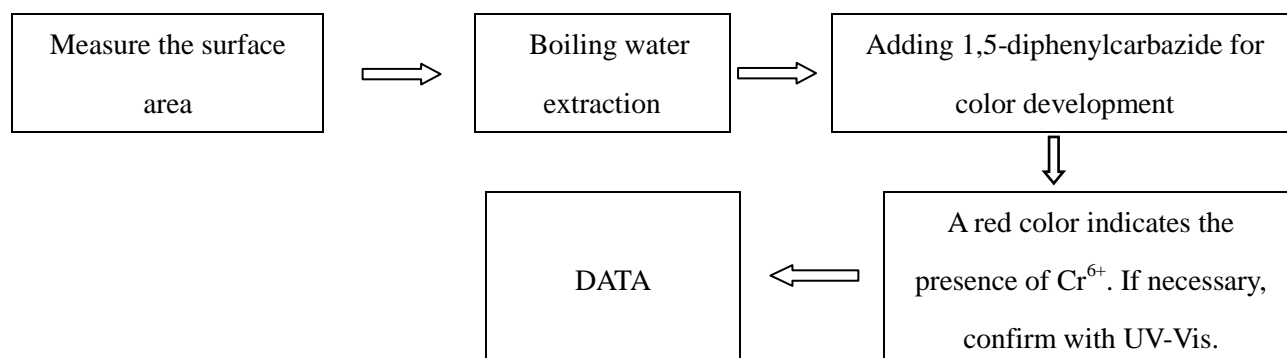 Measure the surface
area
Boiling water
extraction
Adding 1,5-diphenylcarbazide for
color development
A red color indicates the
presence of Cr⁶⁺. If necessary,
confirm with UV-Vis.
DATA